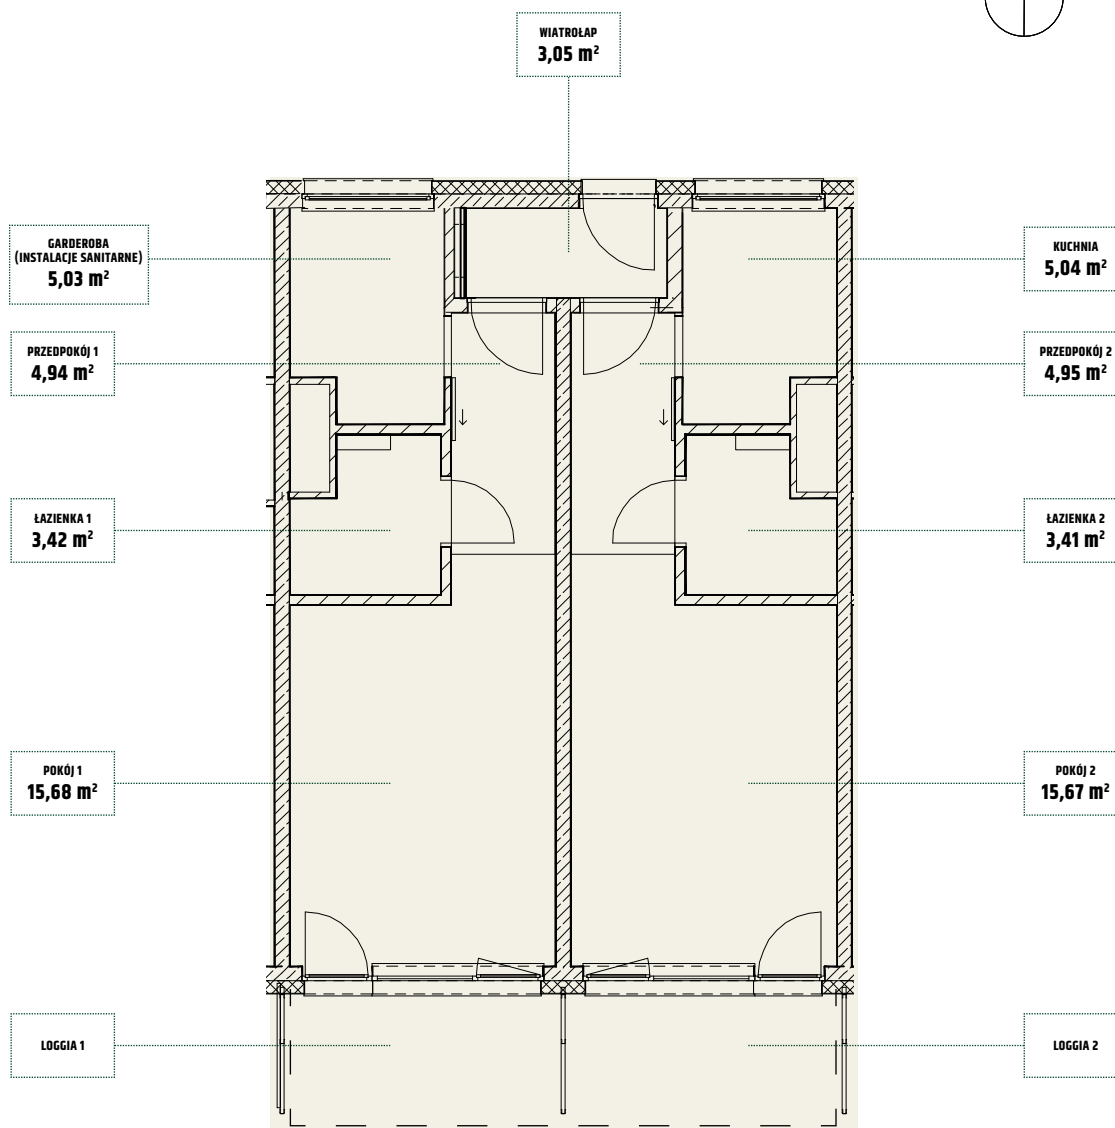 WIATROŁAP
3,05 m²
GARDEROBA
(INSTALACJE SANITARNE)
5,03 m²
KUCHNIA
5,04 m²
PRZEDPOKÓJ 1
4,94 m²
PRZEDPOKÓJ 2
4,95 m²
ŁAZIENKA 1
3,42 m²
ŁAZIENKA 2
3,41 m²
POKÓJ 1
15,68 m²
POKÓJ 2
15,67 m²
LOGGIA 1
LOGGIA 2